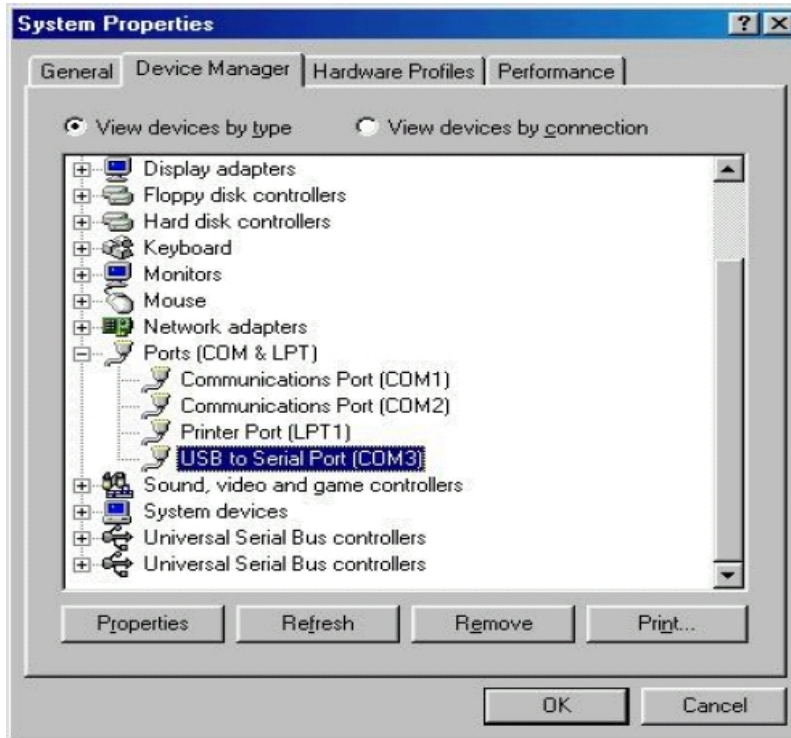 System Properties
General Device Manager Hardware Profiles Performance
View devices by type View devices by connection
Display adapters
Floppy disk controllers
Hard disk controllers
Keyboard
Monitors
Mouse
Network adapters
Ports (COM & LPT)
Communications Port (COM1)
Communications Port (COM2)
Printer Port (LPT1)
USB to Serial Port (COM3)
Sound, video and game controllers
System devices
Universal Serial Bus controllers
Universal Serial Bus controllers
Properties Refresh Remove Print...
OK Cancel